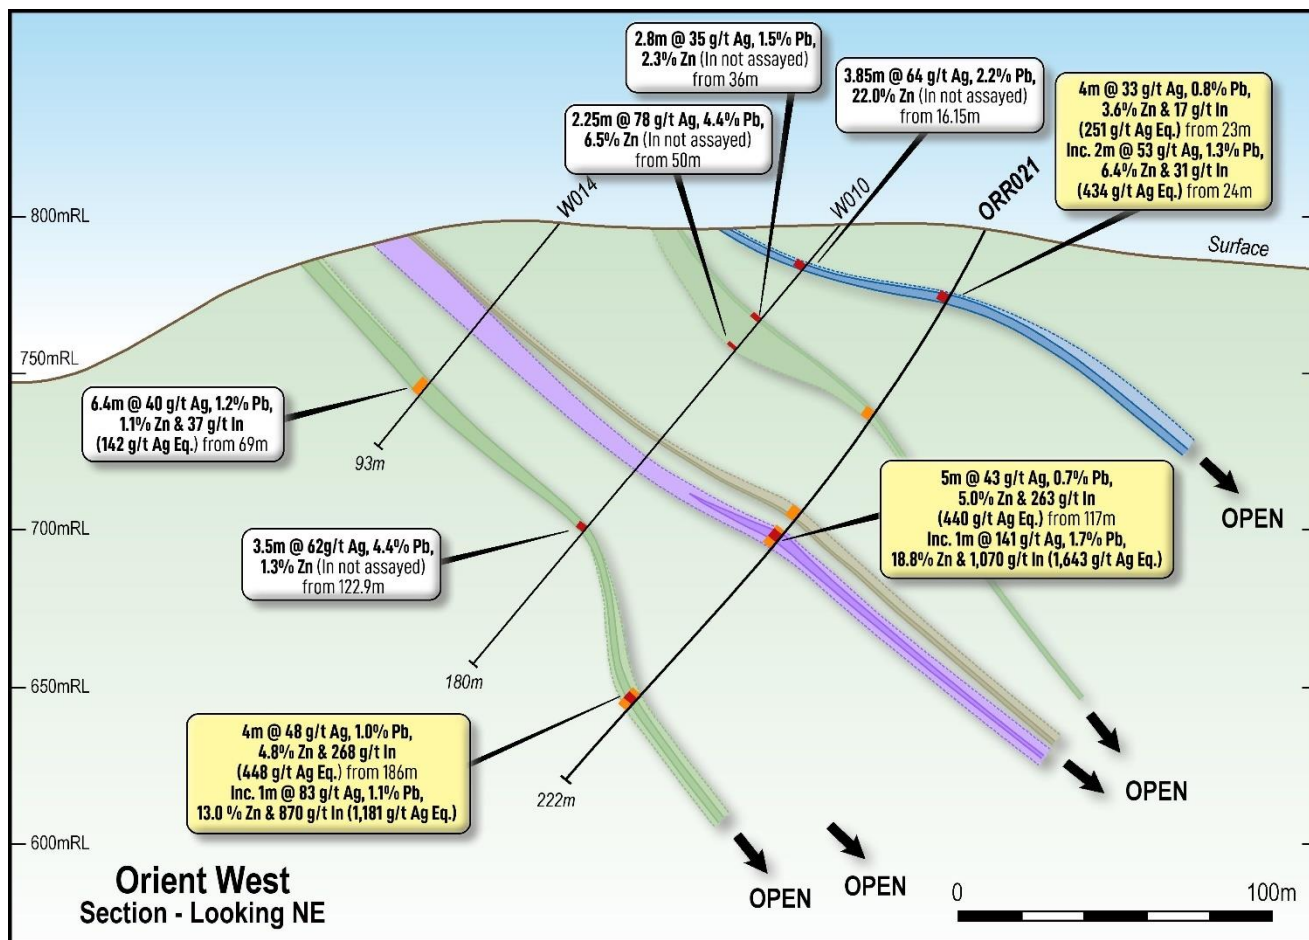 2.8m @ 35 g/t Ag, 1.5% Pb,
2.3% Zn (In not assayed)
from 36m
3.85m @ 64 g/t Ag, 2.2% Pb,
22.0% Zn (In not assayed)
from 16.15m
4m @ 33 g/t Ag, 0.8% Pb,
3.6% Zn & 17 g/t In
(251 g/t Ag Eq.) from 23m
Inc. 2m @ 53 g/t Ag, 1.3% Pb,
6.4% Zn & 31 g/t In
(434 g/t Ag Eq.) from 24m
2.25m @ 78 g/t Ag, 4.4% Pb,
6.5% Zn (In not assayed)
from 50m
W014
W010
ORR021
800mRL
Surface
750mRL
6.4m @ 40 g/t Ag, 1.2% Pb,
1.1% Zn & 37 g/t In
(142 g/t Ag Eq.) from 69m
93m
5m @ 43 g/t Ag, 0.7% Pb,
5.0% Zn & 263 g/t In
(440 g/t Ag Eq.) from 117m
Inc. 1m @ 141 g/t Ag, 1.7% Pb,
18.8% Zn & 1,070 g/t In (1,643 g/t Ag Eq.)
OPEN
700mRL
3.5m @ 62g/t Ag, 4.4% Pb,
1.3% Zn (In not assayed)
from 122.9m
180m
650mRL
4m @ 48 g/t Ag, 1.0% Pb,
4.8% Zn & 268 g/t In
(448 g/t Ag Eq.) from 186m
Inc. 1m @ 83 g/t Ag, 1.1% Pb,
13.0 % Zn & 870 g/t In (1,181 g/t Ag Eq.)
222m
OPEN
600mRL
OPEN
OPEN
Orient West
Section - Looking NE
0 100m